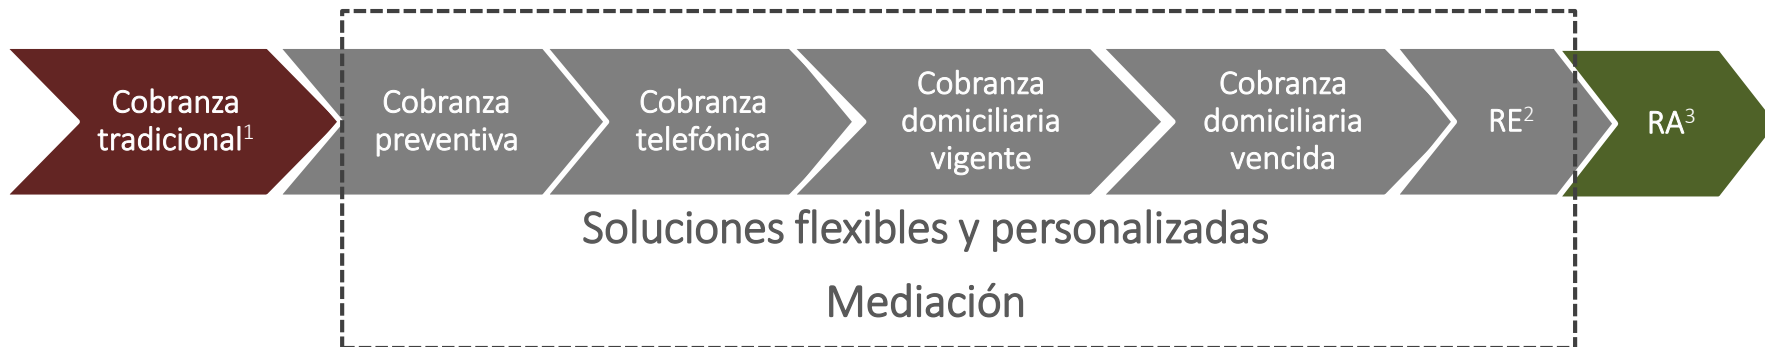 Cobranza
tradicional¹
Cobranza
preventiva
Cobranza
telefónica
Cobranza
domiciliaria
vigente
Cobranza
domiciliaria
vencida
RE²
RA³
Soluciones flexibles y personalizadas
Mediación